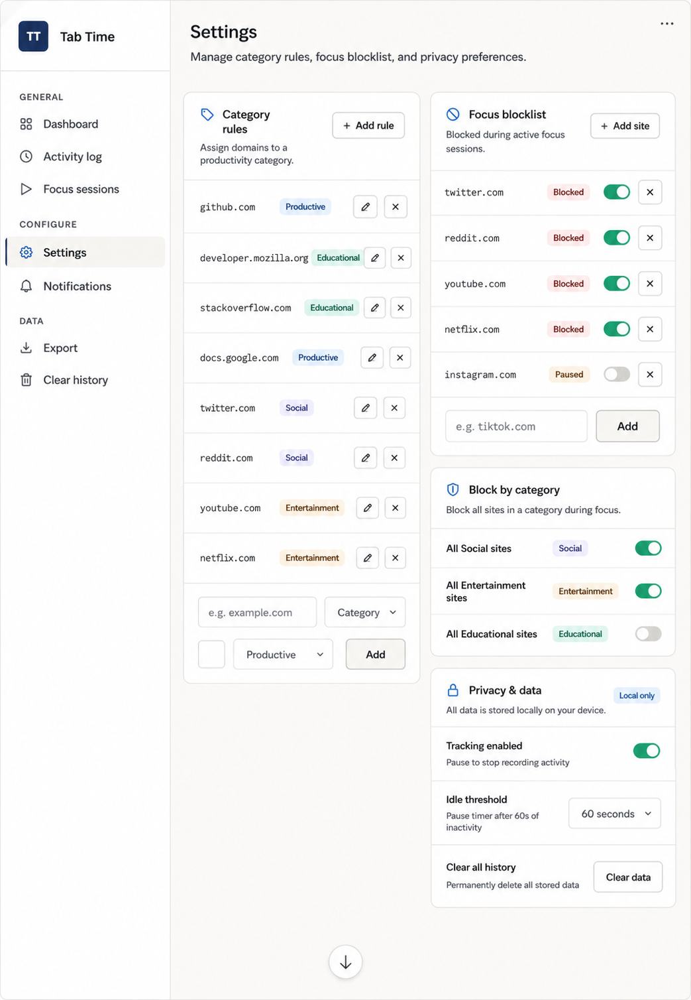 TT
Tab Time
GENERAL
Dashboard
Activity log
Focus sessions
CONFIGURE
Settings
Notifications
DATA
Export
Clear history
Settings
Manage category rules, focus blocklist, and privacy preferences.
Category
rules
+ Add rule
Assign domains to a
productivity category.
github.com Productive
developer.mozilla.org Educational
stackoverflow.com Educational
docs.google.com Productive
twitter.com Social
reddit.com Social
youtube.com Entertainment
netflix.com Entertainment
e.g. example.com Category
Productive Add
Focus blocklist
+ Add site
Blocked during active focus
sessions.
twitter.com Blocked
reddit.com Blocked
youtube.com Blocked
netflix.com Blocked
instagram.com Paused
e.g. tiktok.com Add
Block by category
Block all sites in a category during focus.
All Social sites Social
All Entertainment
sites
Entertainment
All Educational sites Educational
Privacy & data
Local only
All data is stored locally on your device.
Tracking enabled
Pause to stop recording activity
Idle threshold
Pause timer after 60s of
inactivity
60 seconds
Clear all history
Permanently delete all stored data
Clear data